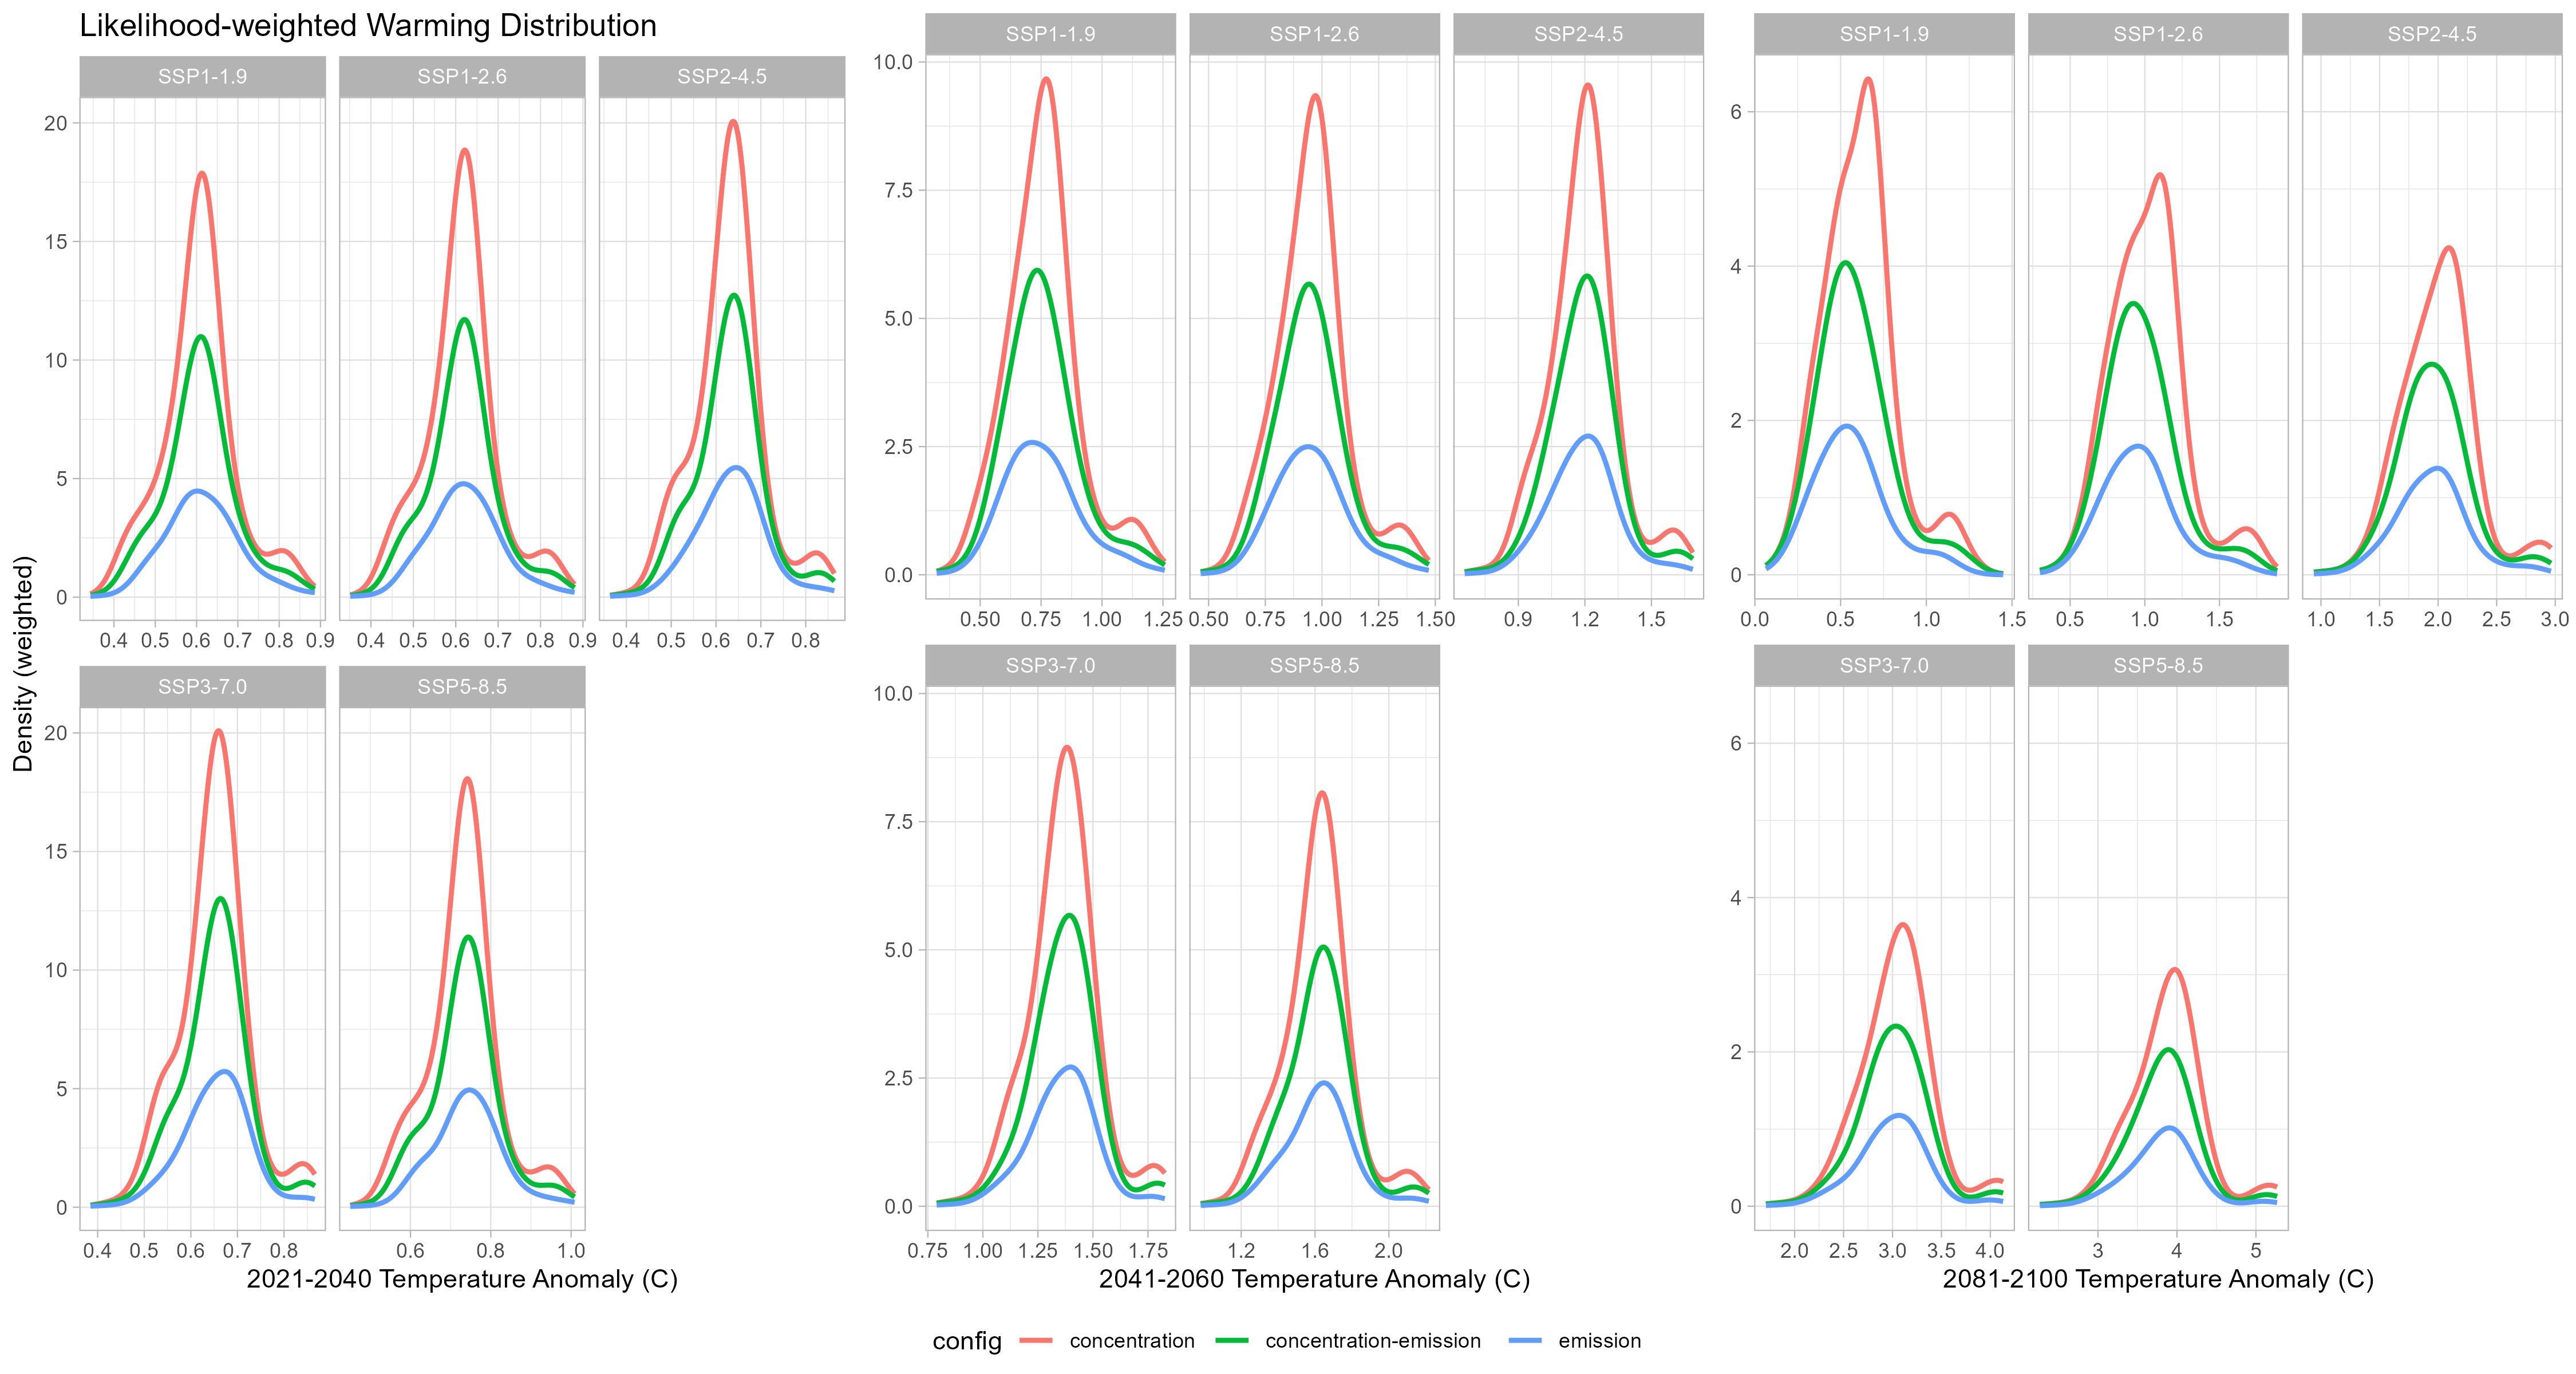 Likelihood-weighted Warming Distribution
SSP1-1.9 SSP1-2.6 SSP2-4.5
20
15
10
5
0
0.4 0.5 0.6 0.7 0.8 0.9 0.4 0.5 0.6 0.7 0.8 0.9 0.4 0.5 0.6 0.7 0.8
SSP3-7.0 SSP5-8.5
20
15
10
5
0
0.4 0.5 0.6 0.7 0.8 0.6 0.8 1.0
Density (weighted)
2021-2040 Temperature Anomaly (C)
SSP1-1.9 SSP1-2.6 SSP2-4.5
10.0
7.5
5.0
2.5
0.0
0.50 0.75 1.00 1.25 0.50 0.75 1.00 1.25 1.50 0.9 1.2 1.5
SSP3-7.0 SSP5-8.5
10.0
7.5
5.0
2.5
0.0
0.75 1.00 1.25 1.50 1.75 1.2 1.6 2.0
2041-2060 Temperature Anomaly (C)
SSP1-1.9 SSP1-2.6 SSP2-4.5
6
4
2
0
0.0 0.5 1.0 1.5 0.5 1.0 1.5 1.0 1.5 2.0 2.5 3.0
SSP3-7.0 SSP5-8.5
6
4
2
0
2.0 2.5 3.0 3.5 4.0 3 4 5
2081-2100 Temperature Anomaly (C)
config concentration concentration-emission emission